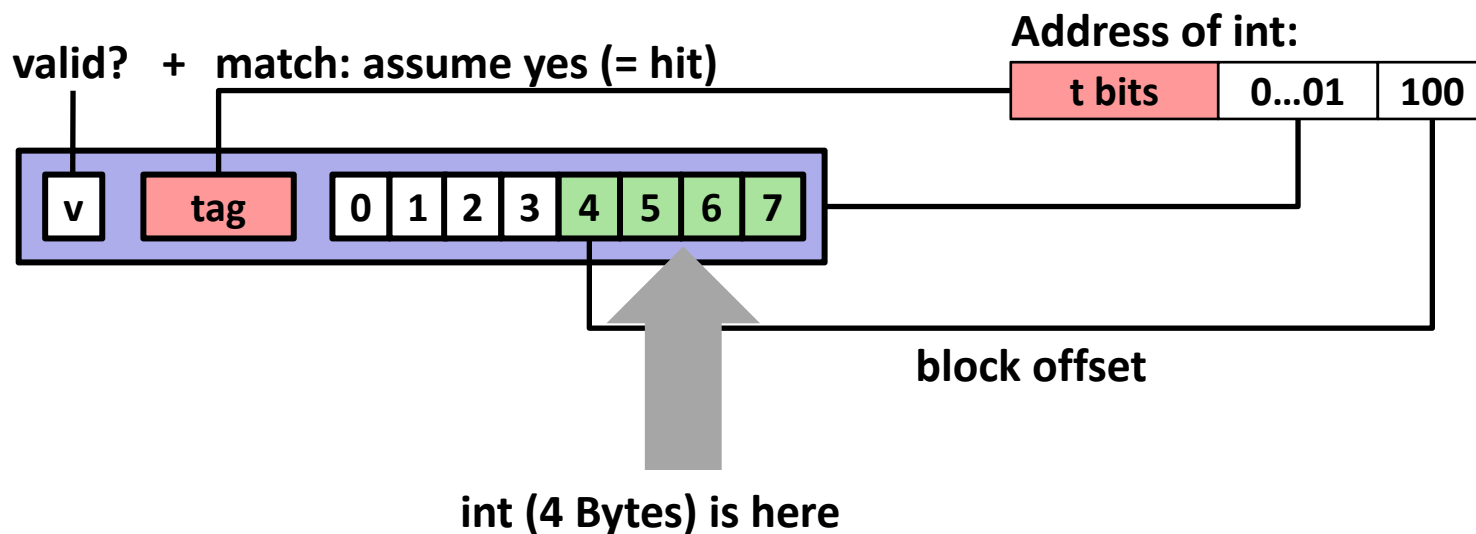 Address of int:
valid? + match: assume yes (= hit)
t bits 0...01 100
v tag 0 1 2 3 4 5 6 7
block offset
int (4 Bytes) is here